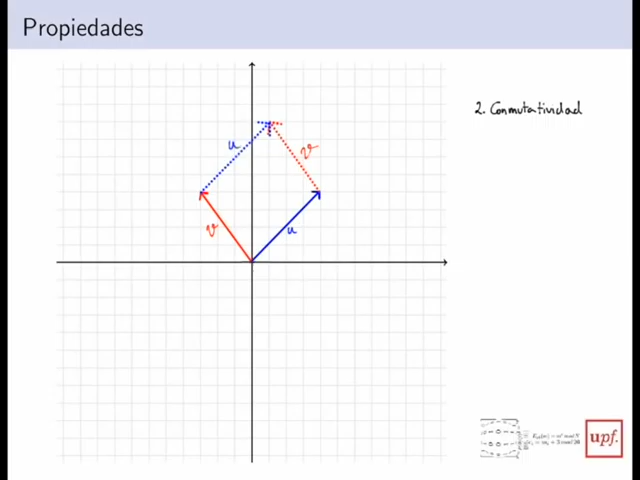 Propiedades
2. Conmutatividad
u
v
v
u
upf.